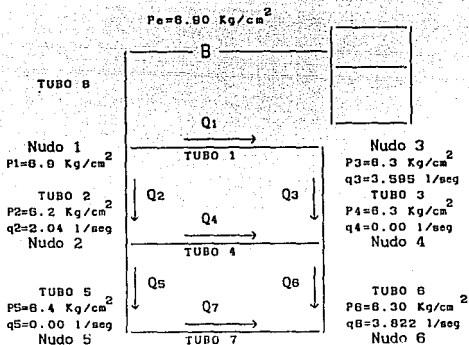 Pe=6.90 Kg/cm2
B
TUBO 8
Q1
Nudo 1
TUBO 1
Nudo 3
P1=6.9 Kg/cm2
P3=6.3 Kg/cm2
q3=3.595 l/seg
TUBO 2
Q2
Q3
TUBO 3
P2=6.2 Kg/cm2
Q4
P4=6.3 Kg/cm2
q2=2.04 l/seg
q4=0.00 l/seg
Nudo 2
TUBO 4
Nudo 4
Q5
Q6
TUBO 5
TUBO 6
P5=6.4 Kg/cm2
Q7
P6=6.30 Kg/cm2
q5=0.00 l/seg
q6=3.822 l/seg
Nudo 5
TUBO 7
Nudo 6